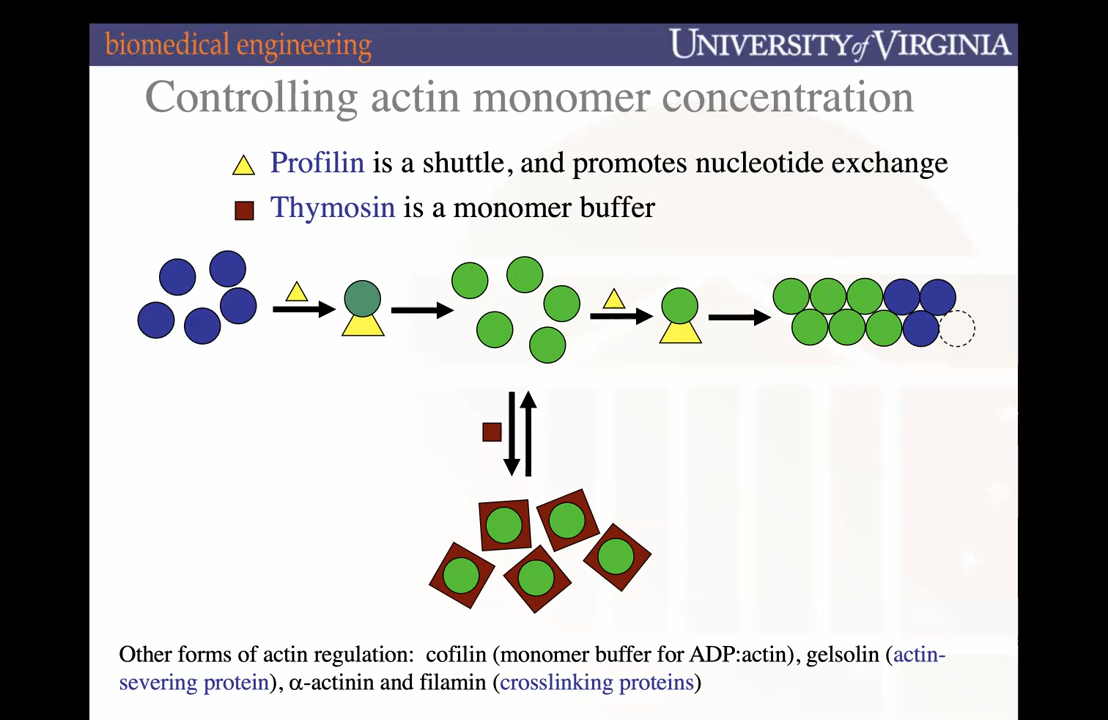 biomedical engineering
UNIVERSITY of VIRGINIA
Controlling actin monomer concentration
Profilin is a shuttle, and promotes nucleotide exchange
Thymosin is a monomer buffer
Other forms of actin regulation: cofilin (monomer buffer for ADP:actin), gelsolin (actin-
severing protein), α-actinin and filamin (crosslinking proteins)